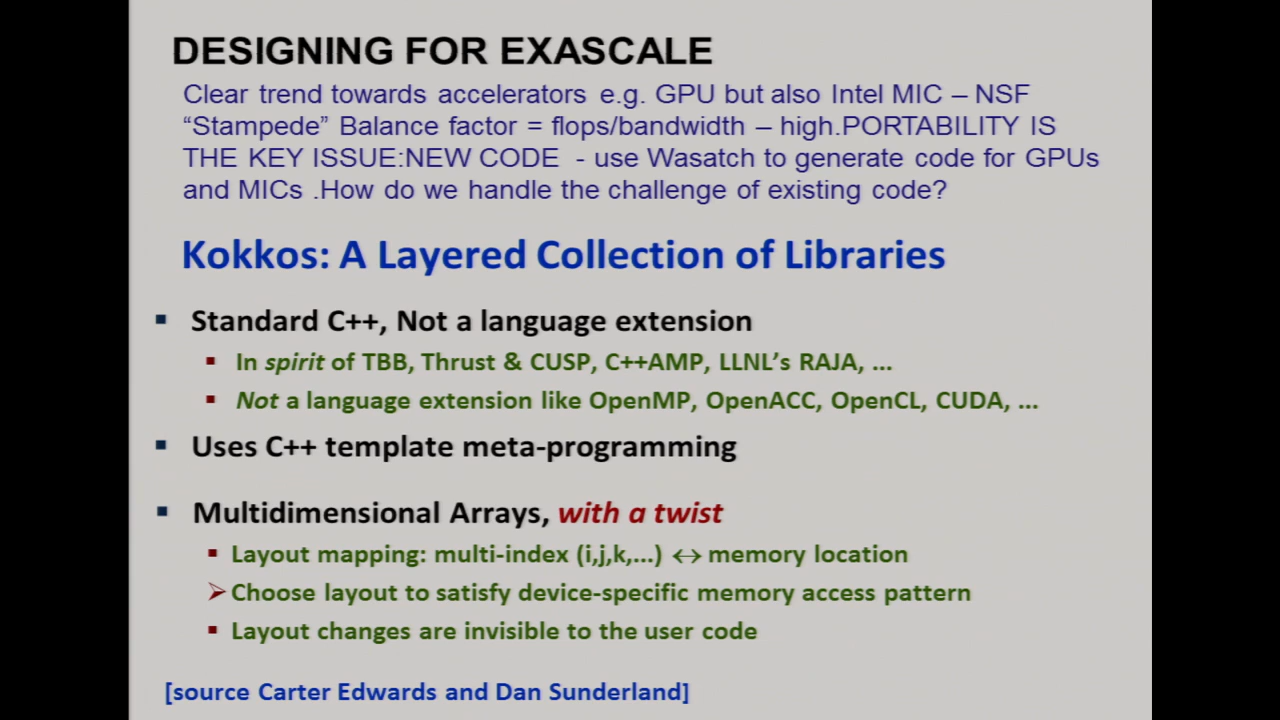 DESIGNING FOR EXASCALE
Clear trend towards accelerators e.g. GPU but also Intel MIC – NSF
“Stampede” Balance factor = flops/bandwidth – high.PORTABILITY IS
THE KEY ISSUE:NEW CODE - use Wasatch to generate code for GPUs
and MICs .How do we handle the challenge of existing code?
Kokkos: A Layered Collection of Libraries
▪ Standard C++, Not a language extension
▪ In spirit of TBB, Thrust & CUSP, C++AMP, LLNL’s RAJA, ...
▪ Not a language extension like OpenMP, OpenACC, OpenCL, CUDA, ...
▪ Uses C++ template meta-programming
▪ Multidimensional Arrays, with a twist
▪ Layout mapping: multi-index (i,j,k,...) ↔ memory location
➢ Choose layout to satisfy device-specific memory access pattern
▪ Layout changes are invisible to the user code
[source Carter Edwards and Dan Sunderland]